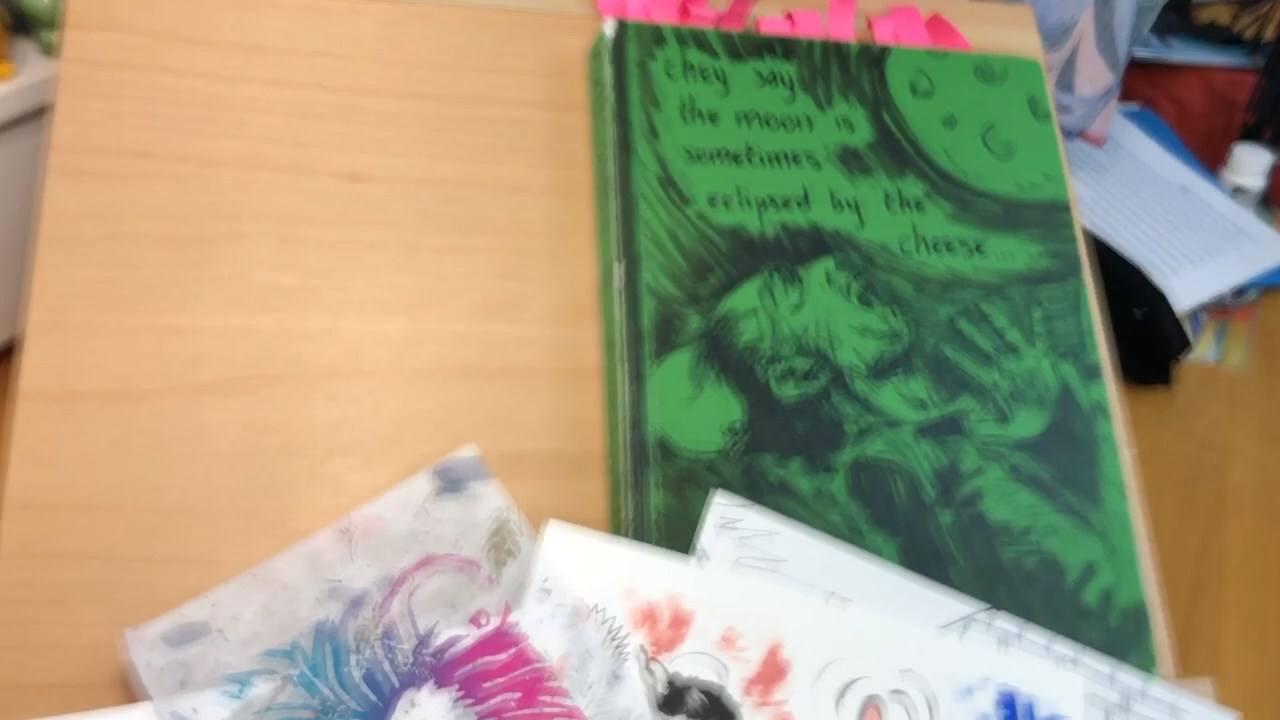 they say
the moon is
sometimes
eclipsed by the
cheese...